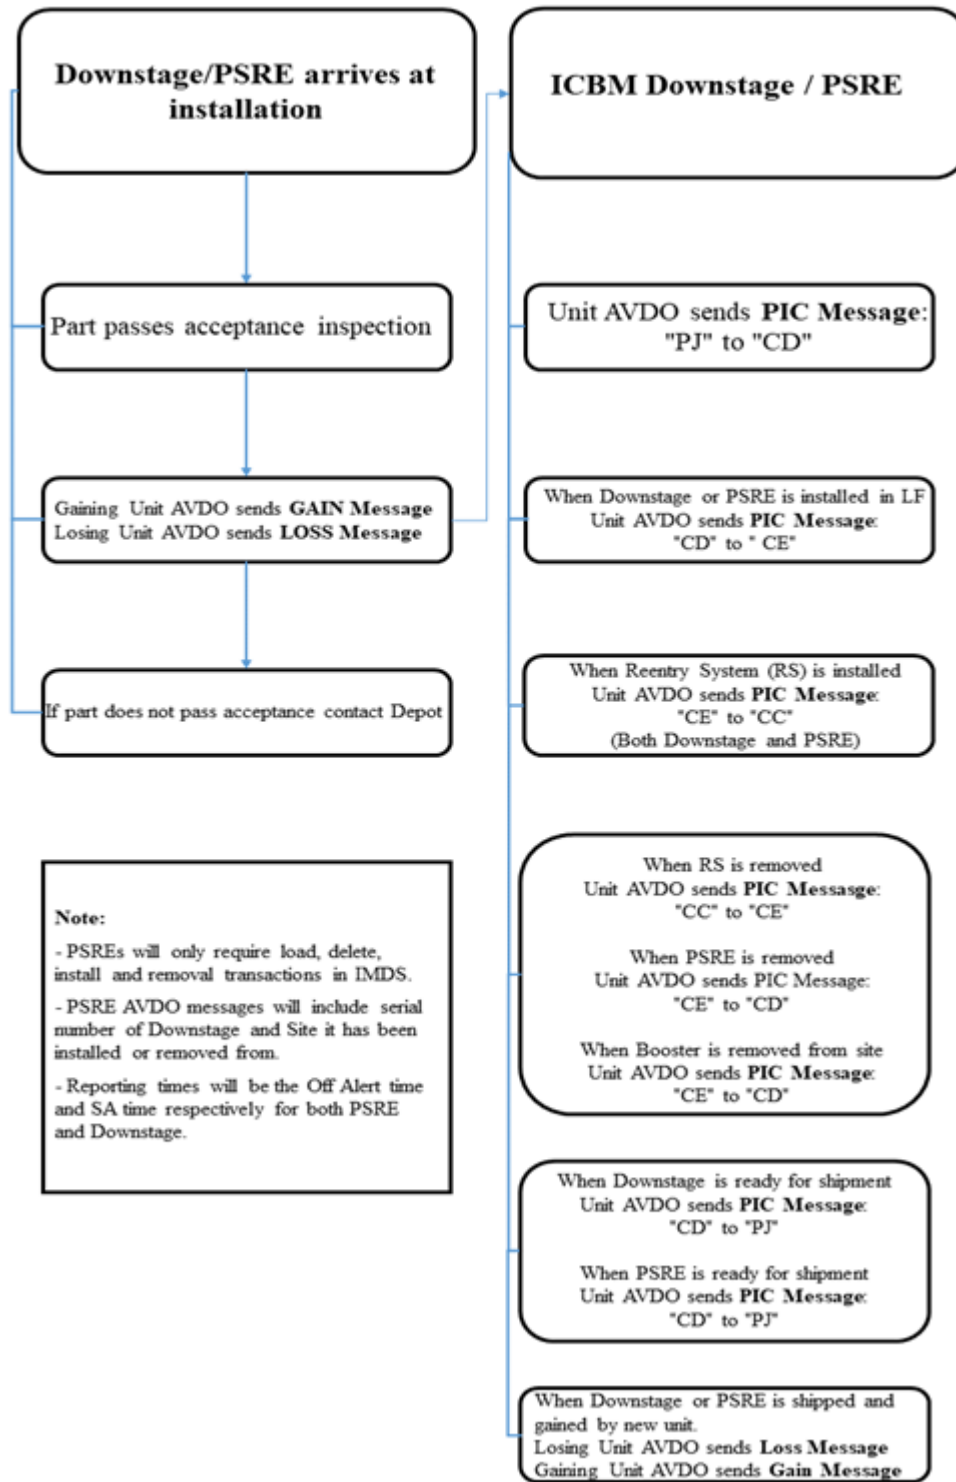 Downstage/PSRE arrives at
installation
Part passes acceptance inspection
Gaining Unit AVDO sends GAIN Message
Losing Unit AVDO sends LOSS Message
If part does not pass acceptance contact Depot
Note:
- PSREs will only require load, delete,
install and removal transactions in IMDS.
- PSRE AVDO messages will include serial
number of Downstage and Site it has been
installed or removed from.
- Reporting times will be the Off Alert time
and SA time respectively for both PSRE
and Downstage.
ICBM Downstage / PSRE
Unit AVDO sends PIC Message:
"PJ" to "CD"
When Downstage or PSRE is installed in LF
Unit AVDO sends PIC Message:
"CD" to " CE"
When Reentry System (RS) is installed
Unit AVDO sends PIC Message:
"CE" to "CC"
(Both Downstage and PSRE)
When RS is removed
Unit AVDO sends PIC Messasge:
"CC" to "CE"
When PSRE is removed
Unit AVDO sends PIC Message:
"CE" to "CD"
When Booster is removed from site
Unit AVDO sends PIC Message:
"CE" to "CD"
When Downstage is ready for shipment
Unit AVDO sends PIC Message:
"CD" to "PJ"
When PSRE is ready for shipment
Unit AVDO sends PIC Message:
"CD" to "PJ"
When Downstage or PSRE is shipped and
gained by new unit.
Losing Unit AVDO sends Loss Message
Gaining Unit AVDO sends Gain Message